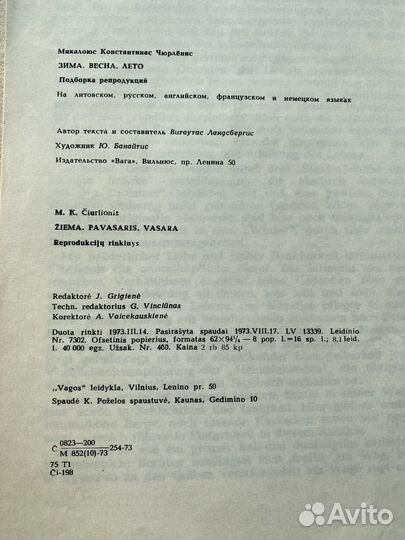 Микалоюс Константинас Чюрлёнис
ЗИМА. ВЕСНА. ЛЕТО
Подборка репродукций
На литовском, русском, английском, французском и немецком языках
Автор текста и составитель Витаутас Ландсбергис
Художник Ю. Банайтис
Издательство «Вага». Вильнюс, пр. Ленина 50
M. K. Čiurlionis
ŽIEMA. PAVASARIS. VASARA
Reprodukcijų rinkinys
Redaktorė J. Grigienė
Techn. redaktorius G. Vinciūnas
Korektorė A. Vaicekauskienė
Duota rinkti 1973.III.14. Pasirašyta spaudai 1973.VIII.17. LV 13339. Leidinio
Nr. 7302. Ofsetinis popierius, formatas 62×94¹/₈ — 8 pop. l.=16 sp. l.; 8,1 leid.
l. 40 000 egz. Užsak. Nr. 400. Kaina 2 rb 85 kp
„Vagos" leidykla, Vilnius, Lenino pr. 50
Spaudė K. Poželos spaustuvė, Kaunas, Gedimino 10
Č 0823—200
M 852(10)-73 254-73
75 T1
Či-198
Avito